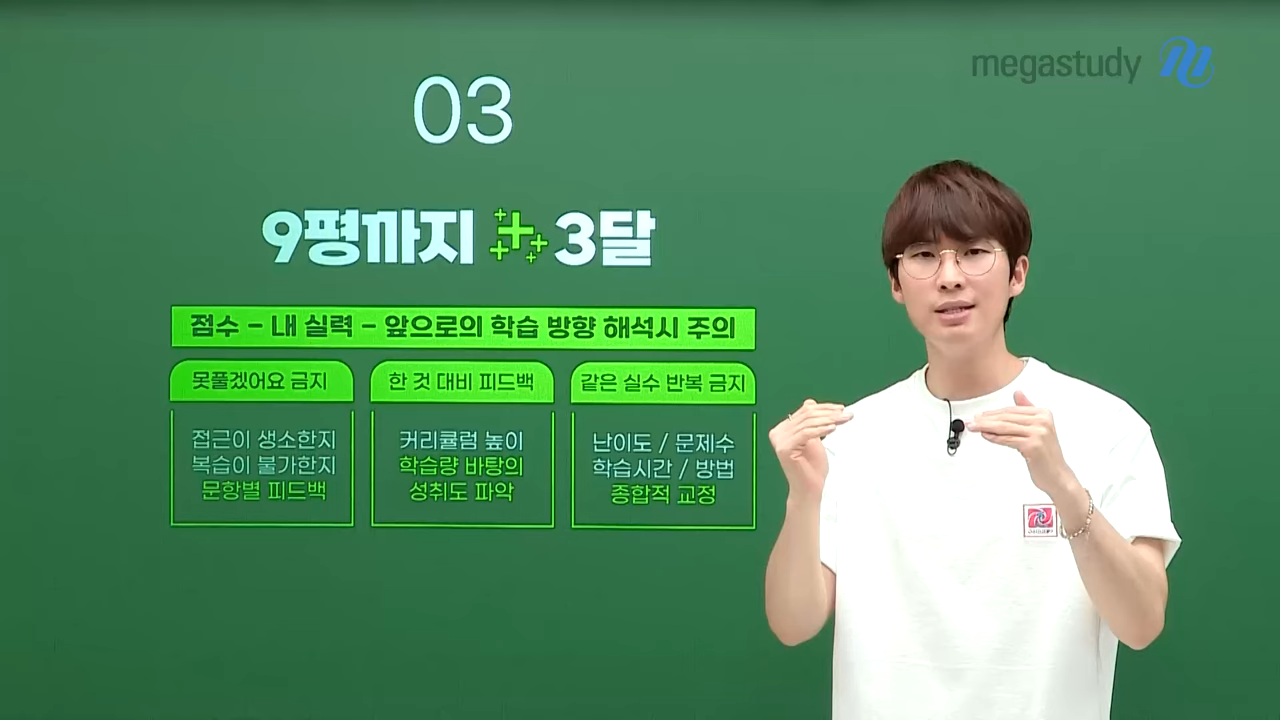 megastudy
03
9평까지 3달
점수 - 내 실력 - 앞으로의 학습 방향 해석시 주의
못풀겠어요 금지
접근이 생소한지
복습이 불가한지
문항별 피드백
한 것 대비 피드백
커리큘럼 높이
학습량 바탕의
성취도 파악
같은 실수 반복 금지
난이도 / 문제수
학습시간 / 방법
종합적 교정